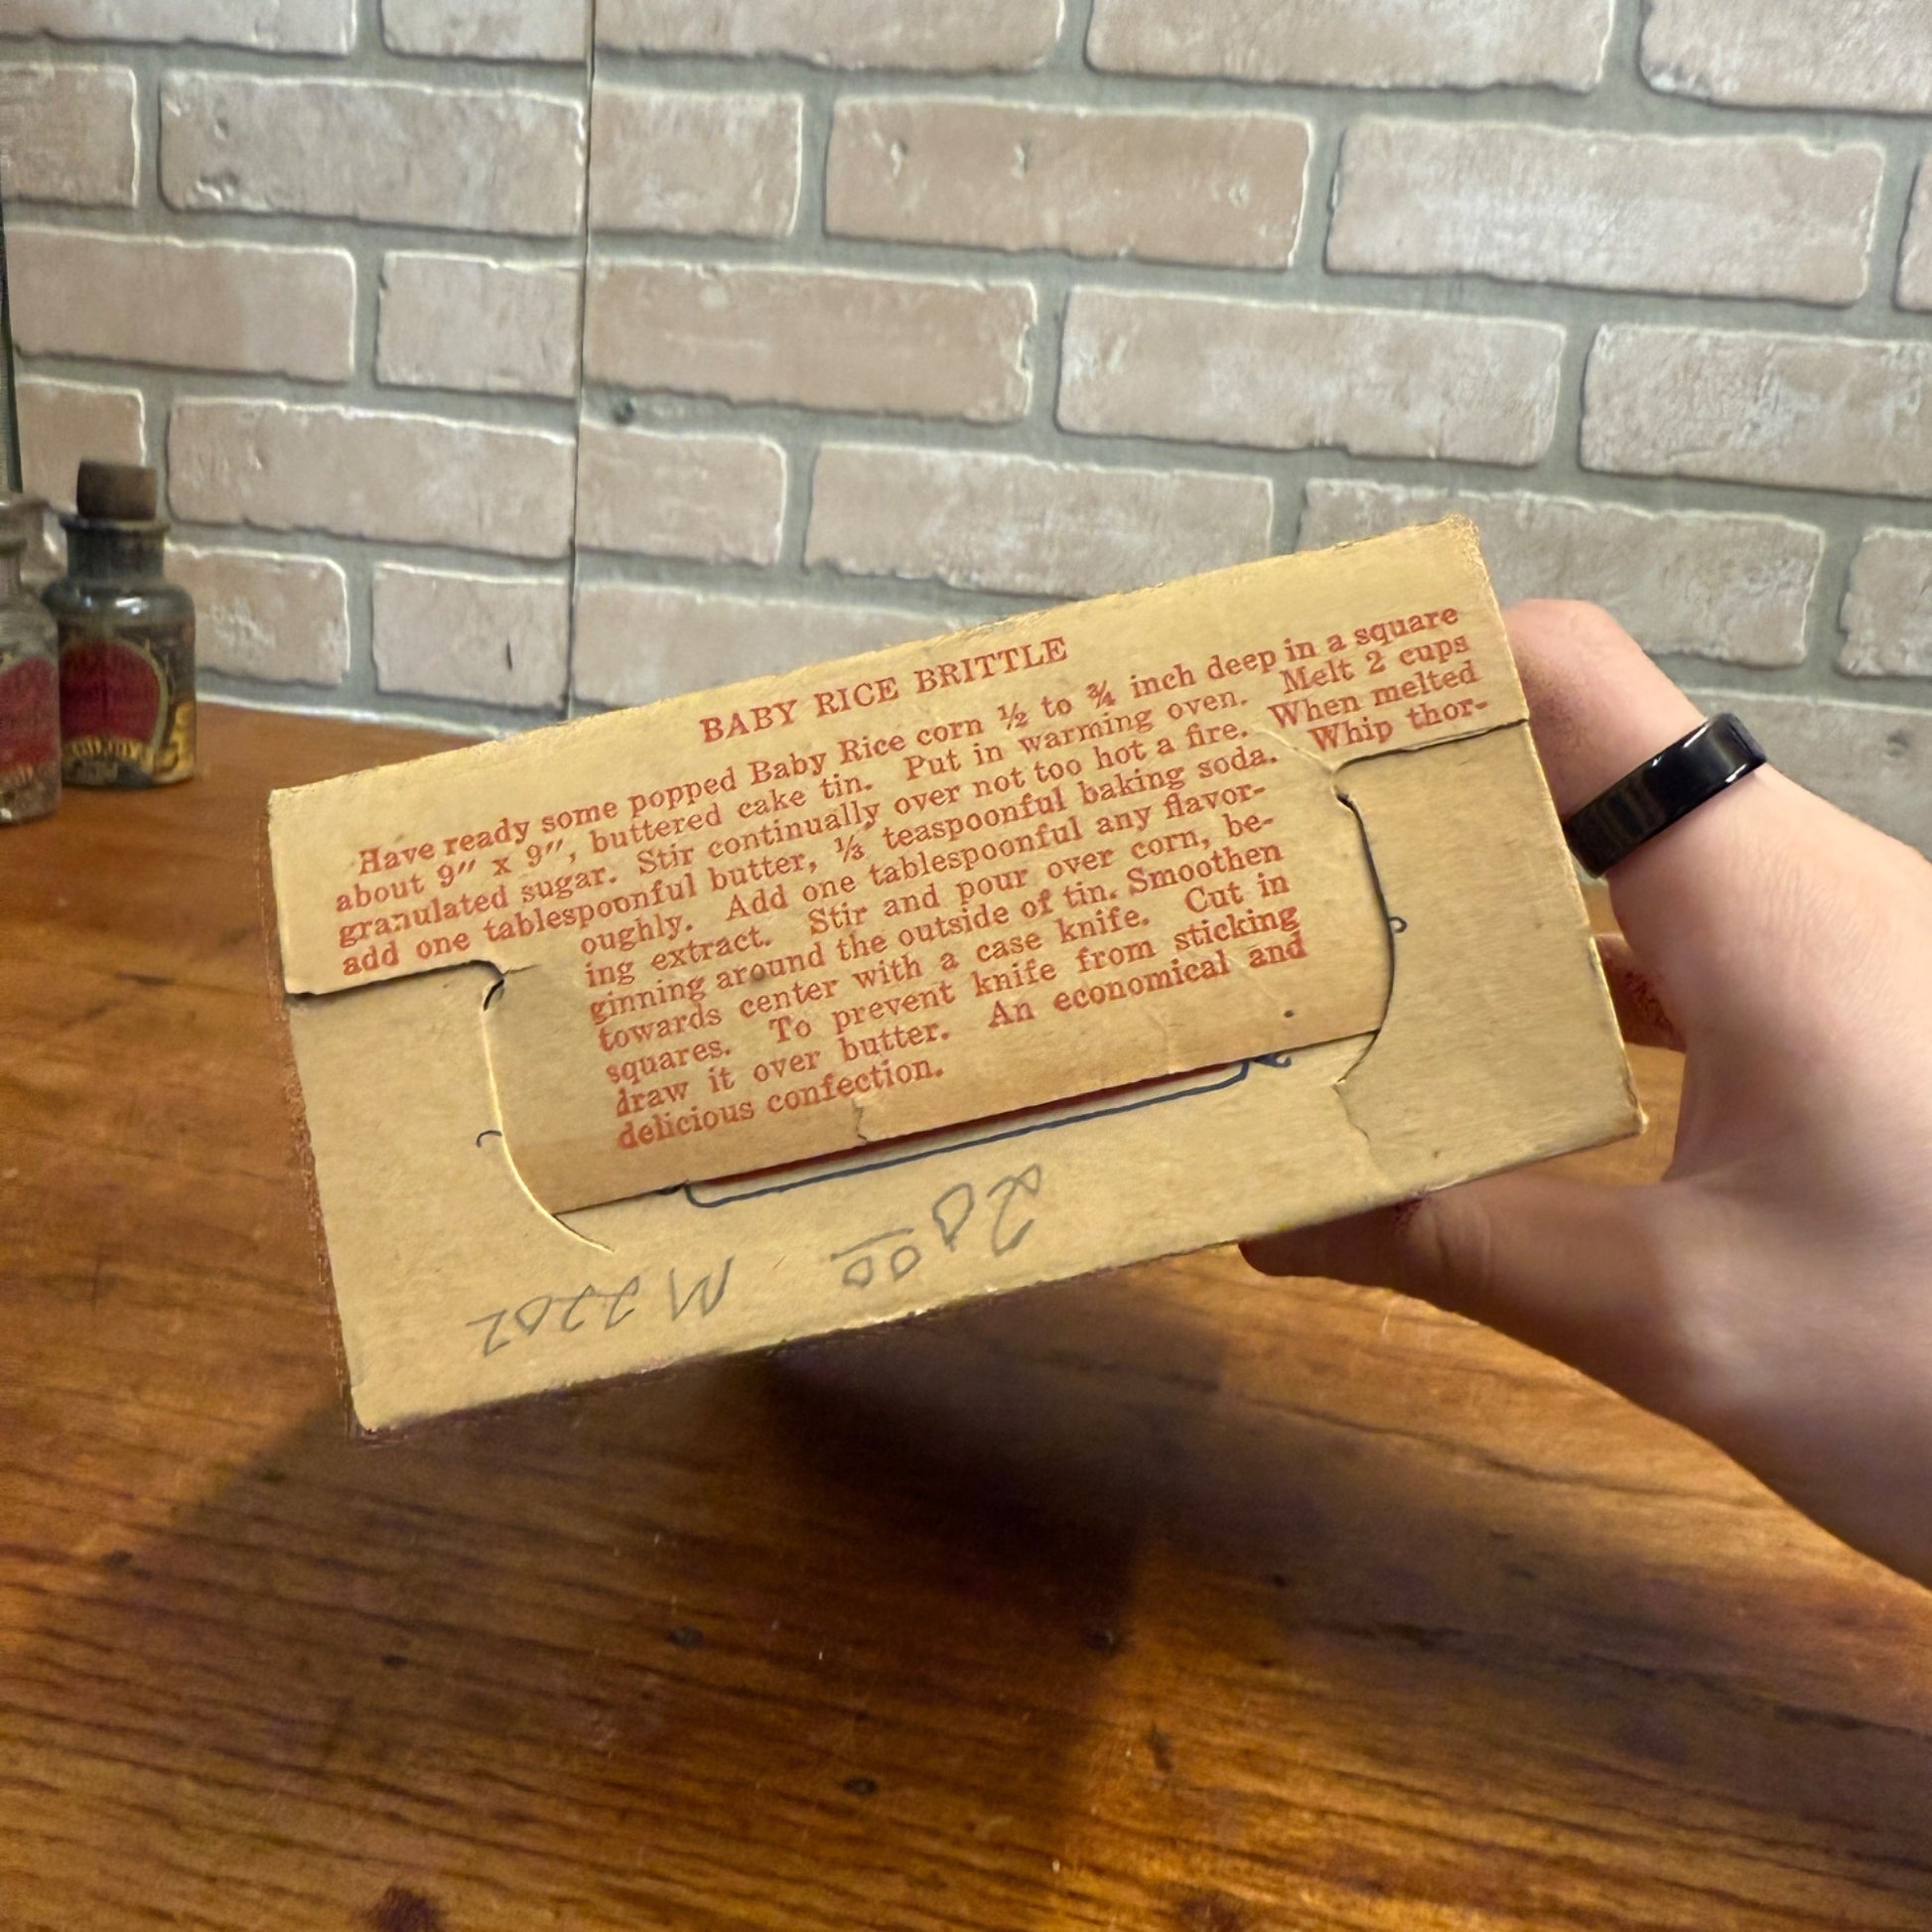 BABY RICE BRITTLE
Have ready some popped Baby Rice corn ½ to ¾ inch deep in a square
about 9" x 9", buttered cake tin. Put in warming oven. Melt 2 cups
granulated sugar. Stir continually over not too hot a fire. When melted
add one tablespoonful butter, ⅓ teaspoonful baking soda. Whip thor-
oughly. Add one tablespoonful any flavor-
ing extract. Stir and pour over corn, be-
ginning around the outside of tin. Smoothen
towards center with a case knife. Cut in
squares. To prevent knife from sticking
draw it over butter. An economical and
delicious confection.